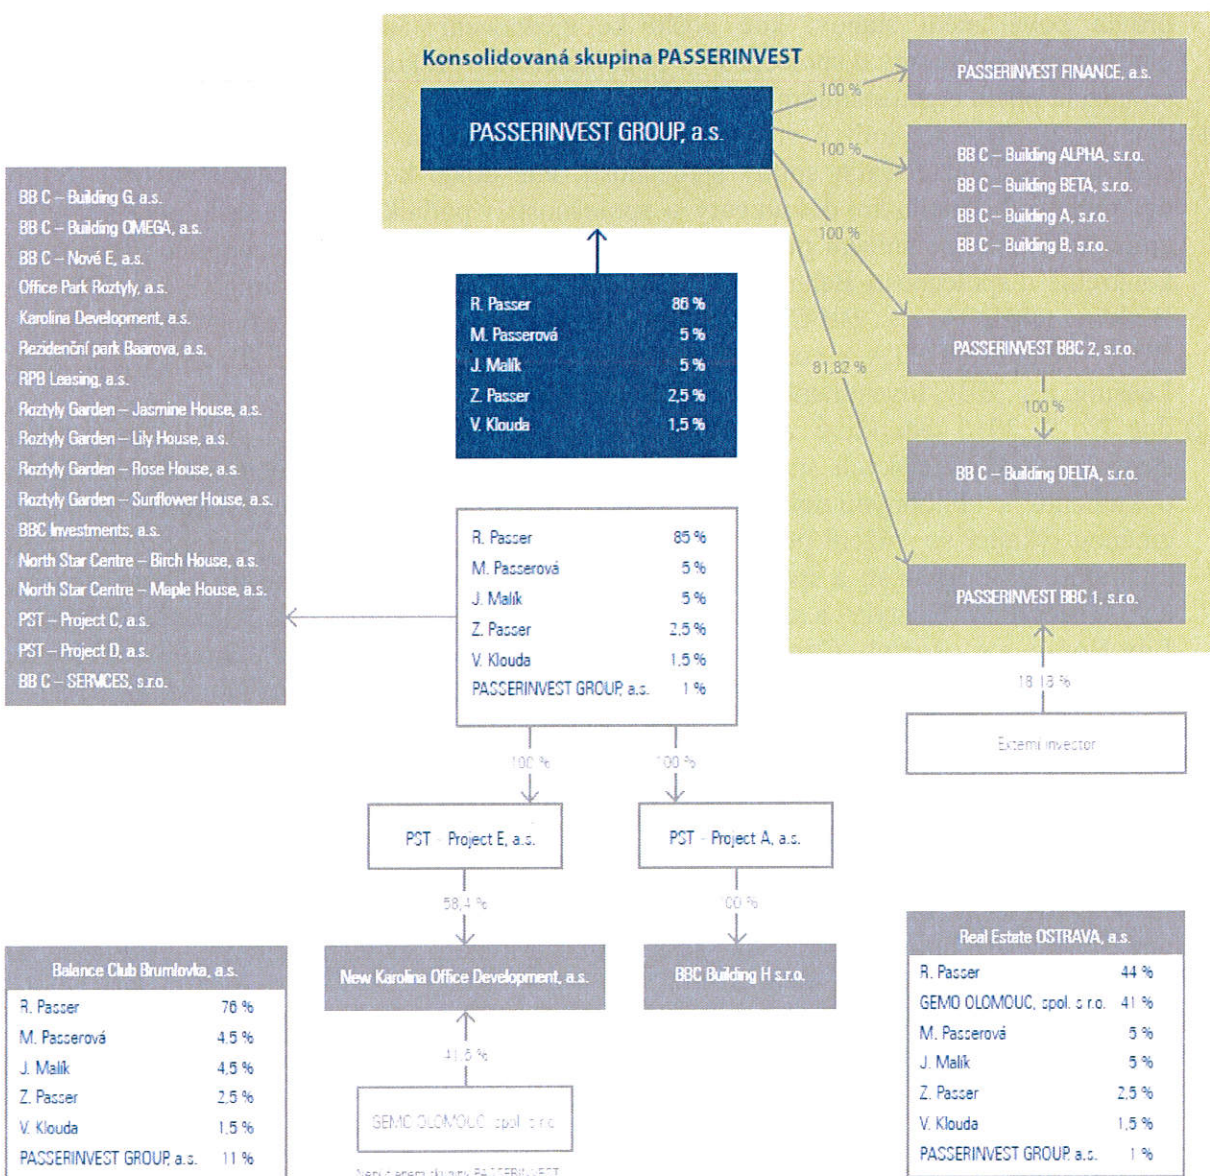 Konsolidovaná skupina PASSERINVEST
PASSERINVEST GROUP, a.s.
100 %
PASSERINVEST FINANCE, a.s.
100 %
BB C – Building ALPHA, s.r.o.
BB C – Building BETA, s.r.o.
BB C – Building A, s.r.o.
BB C – Building B, s.r.o.
100 %
PASSERINVEST BBC 2, s.r.o.
100 %
BB C – Building DELTA, s.r.o.
81,82 %
PASSERINVEST BBC 1, s.r.o.
18,18 %
Externí investor
R. Passer 86 %
M. Passerová 5 %
J. Malík 5 %
Z. Passer 2,5 %
V. Klouda 1,5 %
BB C – Building G, a.s.
BB C – Building OMEGA, a.s.
BB C – Nové E, a.s.
Office Park Roztyly, a.s.
Karolina Development, a.s.
Rezidenční park Baarova, a.s.
RPB Leasing, a.s.
Roztyly Garden – Jasmine House, a.s.
Roztyly Garden – Lily House, a.s.
Roztyly Garden – Rose House, a.s.
Roztyly Garden – Sunflower House, a.s.
BBC Investments, a.s.
North Star Centre – Birch House, a.s.
North Star Centre – Maple House, a.s.
PST – Project C, a.s.
PST – Project D, a.s.
BB C – SERVICES, s.r.o.
R. Passer 85 %
M. Passerová 5 %
J. Malík 5 %
Z. Passer 2,5 %
V. Klouda 1,5 %
PASSERINVEST GROUP, a.s. 1 %
100 %
100 %
PST – Project E, a.s.
PST – Project A, a.s.
58,4 %
00 %
New Karolina Office Development, a.s.
BBC Building H s.r.o.
41,6 %
GEMO OLOMOUC, spol. s r.o.
skupiny PASSERINVEST
Balance Club Brumlovka, a.s.
R. Passer 76 %
M. Passerová 4,5 %
J. Malík 4,5 %
Z. Passer 2,5 %
V. Klouda 1,5 %
PASSERINVEST GROUP, a.s. 11 %
Real Estate OSTRAVA, a.s.
R. Passer 44 %
GEMO OLOMOUC, spol. s r.o. 41 %
M. Passerová 5 %
J. Malík 5 %
Z. Passer 2,5 %
V. Klouda 1,5 %
PASSERINVEST GROUP, a.s. 1 %